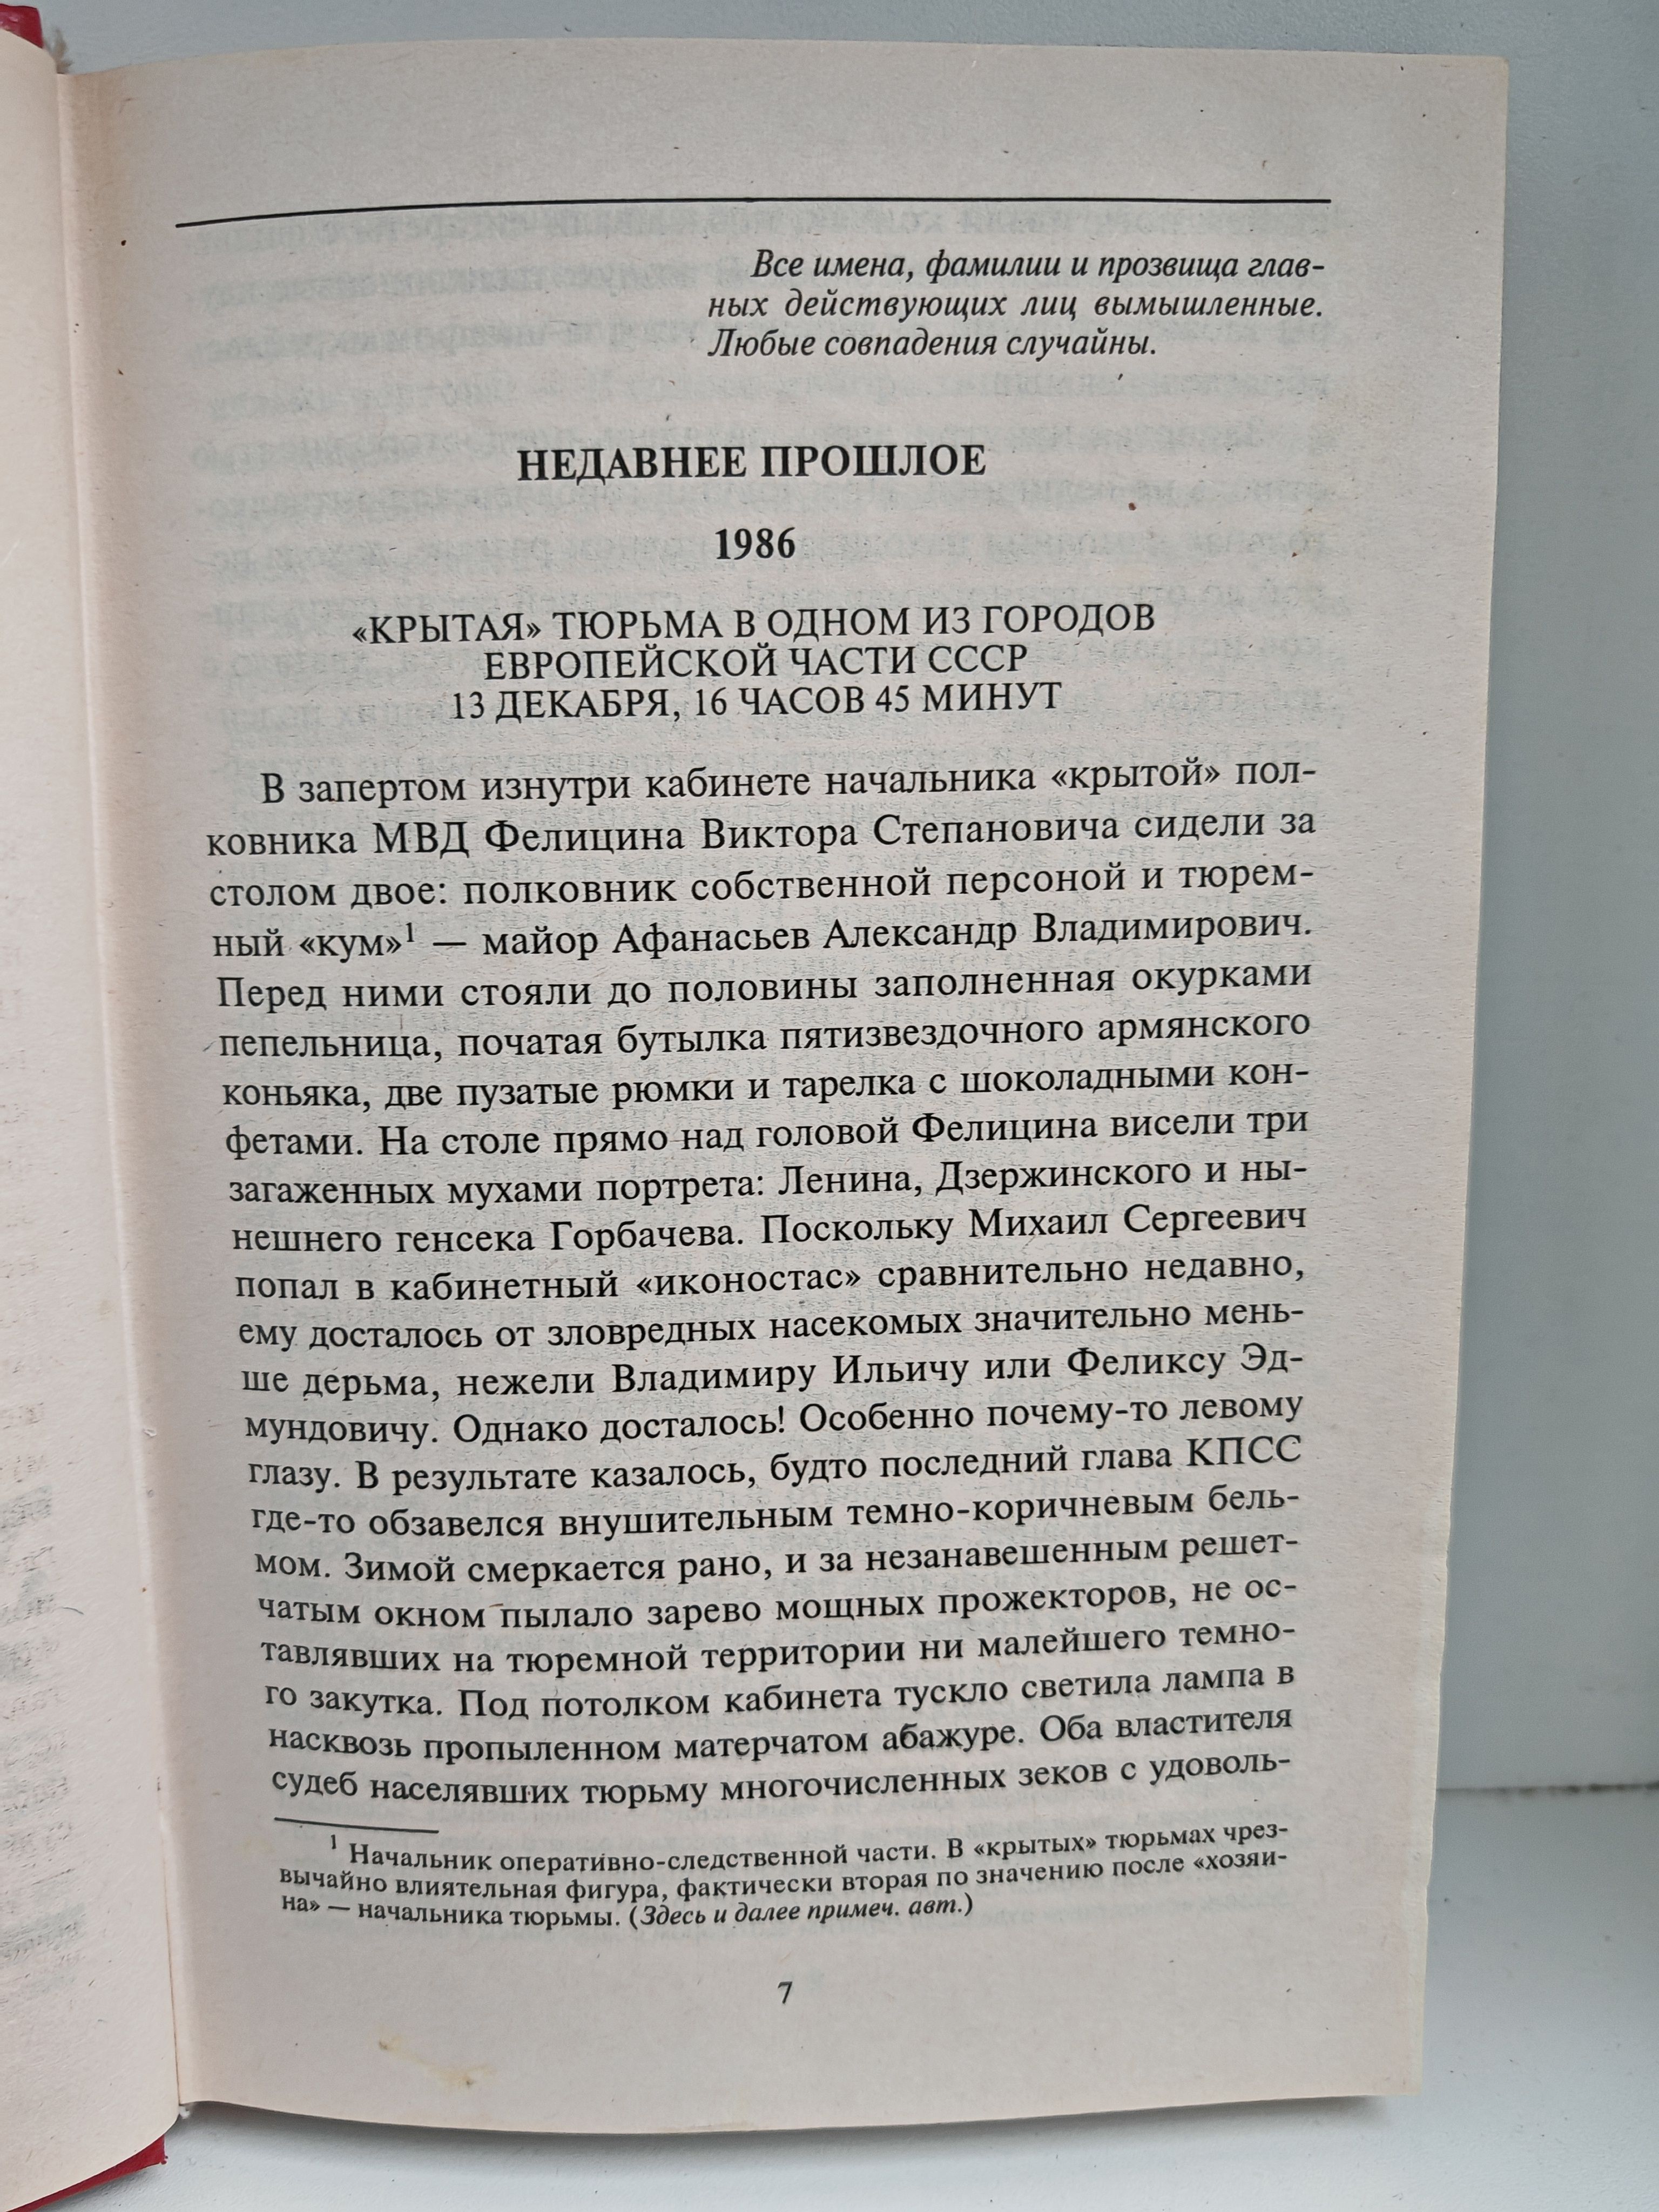 Все имена, фамилии и прозвища глав-
ных действующих лиц вымышленные.
Любые совпадения случайны.
НЕДАВНЕЕ ПРОШЛОЕ
1986
«КРЫТАЯ» ТЮРЬМА В ОДНОМ ИЗ ГОРОДОВ
ЕВРОПЕЙСКОЙ ЧАСТИ СССР
13 ДЕКАБРЯ, 16 ЧАСОВ 45 МИНУТ
В запертом изнутри кабинете начальника «крытой» пол-
ковника МВД Фелицина Виктора Степановича сидели за
столом двое: полковник собственной персоной и тюрем-
ный «кум»¹ — майор Афанасьев Александр Владимирович.
Перед ними стояли до половины заполненная окурками
пепельница, початая бутылка пятизвездочного армянского
коньяка, две пузатые рюмки и тарелка с шоколадными кон-
фетами. На столе прямо над головой Фелицина висели три
загаженных мухами портрета: Ленина, Дзержинского и ны-
нешнего генсека Горбачева. Поскольку Михаил Сергеевич
попал в кабинетный «иконостас» сравнительно недавно,
ему досталось от зловредных насекомых значительно мень-
ше дерьма, нежели Владимиру Ильичу или Феликсу Эд-
мундовичу. Однако досталось! Особенно почему-то левому
глазу. В результате казалось, будто последний глава КПСС
где-то обзавелся внушительным темно-коричневым бель-
мом. Зимой смеркается рано, и за незанавешенным решет-
чатым окном пылало зарево мощных прожекторов, не ос-
тавлявших на тюремной территории ни малейшего темно-
го закутка. Под потолком кабинета тускло светила лампа в
насквозь пропыленном матерчатом абажуре. Оба властителя
судеб населявших тюрьму многочисленных зеков с удоволь-
¹ Начальник оперативно-следственной части. В «крытых» тюрьмах чрез-
вычайно влиятельная фигура, фактически вторая по значению после «хозяи-
на» — начальника тюрьмы. (Здесь и далее примеч. авт.)
7